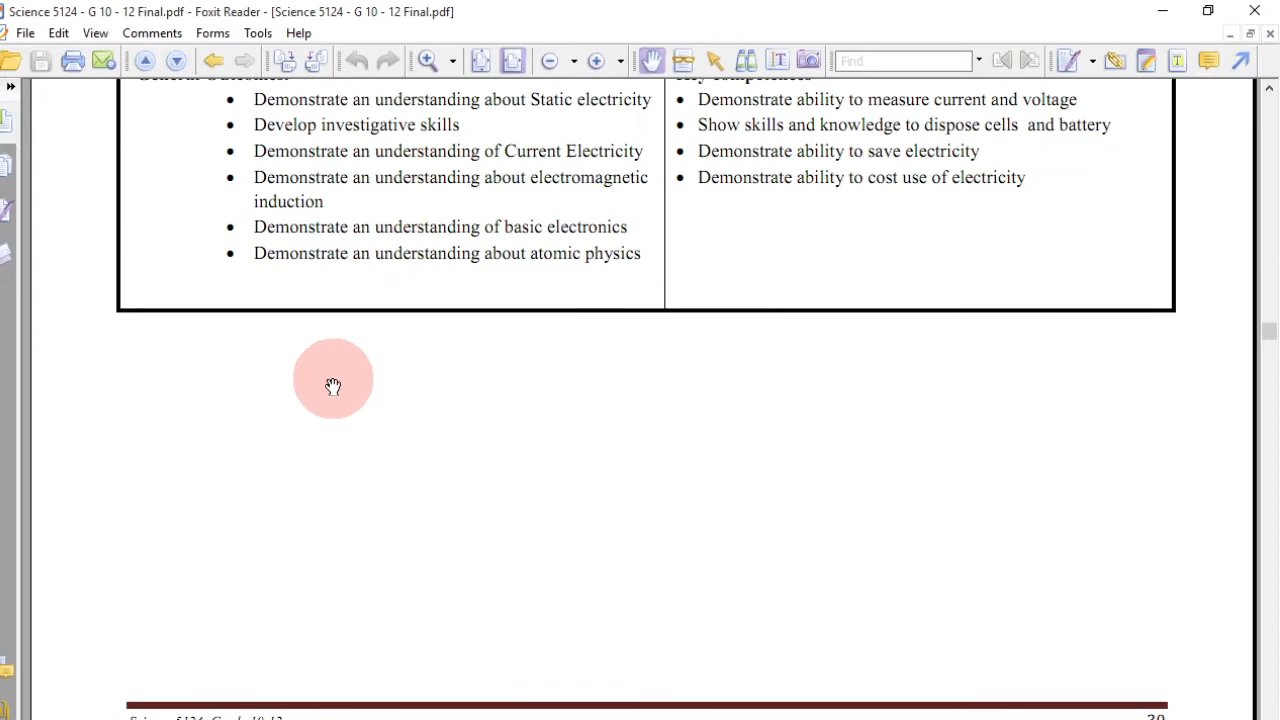 Science 5124 - G 10 - 12 Final.pdf - Foxit Reader - [Science 5124 - G 10 - 12 Final.pdf]
File Edit View Comments Forms Tools Help
Find
• Demonstrate an understanding about Static electricity
• Develop investigative skills
• Demonstrate an understanding of Current Electricity
• Demonstrate an understanding about electromagnetic
induction
• Demonstrate an understanding of basic electronics
• Demonstrate an understanding about atomic physics
• Demonstrate ability to measure current and voltage
• Show skills and knowledge to dispose cells and battery
• Demonstrate ability to save electricity
• Demonstrate ability to cost use of electricity